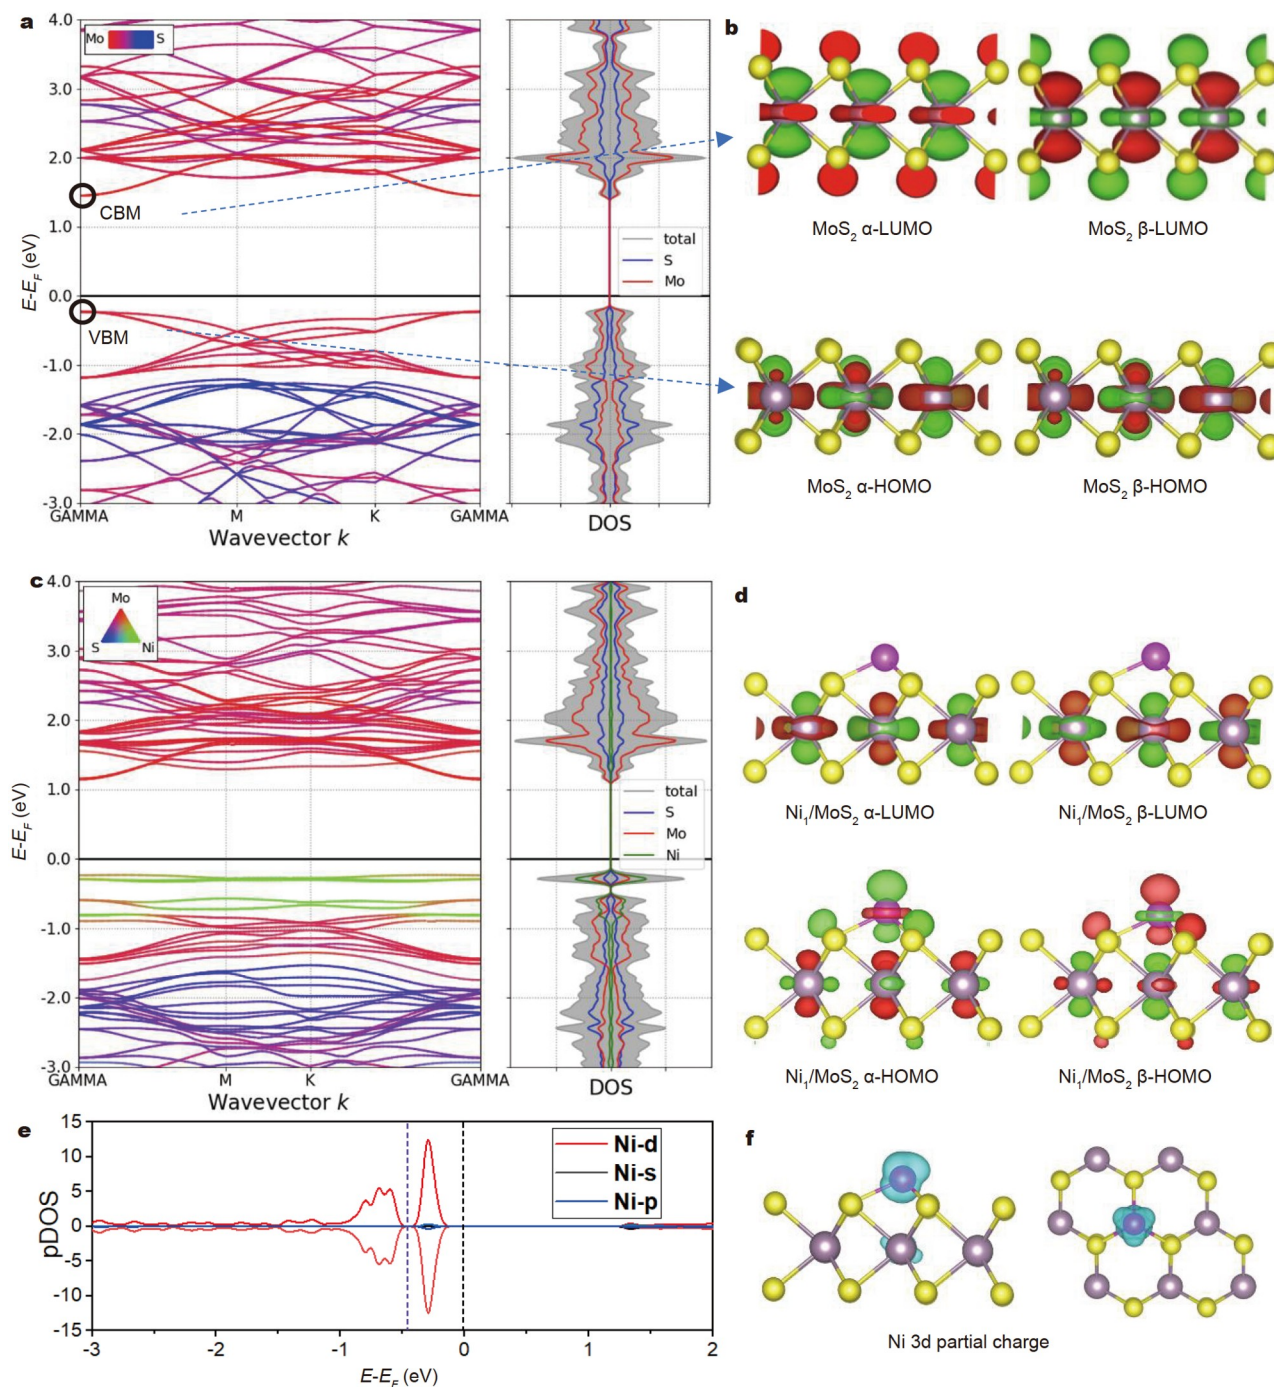 a
Mo S
4.0
3.0
2.0
1.0
0.0
-1.0
-2.0
-3.0
E-E_F (eV)
CBM
VBM
GAMMA M K GAMMA
Wavevector k
total
S
Mo
DOS
b
MoS₂ α-LUMO MoS₂ β-LUMO
MoS₂ α-HOMO MoS₂ β-HOMO
c
Mo
S Ni
4.0
3.0
2.0
1.0
0.0
-1.0
-2.0
-3.0
E-E_F (eV)
GAMMA M K GAMMA
Wavevector k
total
S
Mo
Ni
DOS
d
Ni₁/MoS₂ α-LUMO Ni₁/MoS₂ β-LUMO
Ni₁/MoS₂ α-HOMO Ni₁/MoS₂ β-HOMO
e
15
10
5
0
-5
-10
-15
pDOS
Ni-d
Ni-s
Ni-p
-3 -2 -1 0 1 2
E-E_F (eV)
f
Ni 3d partial charge